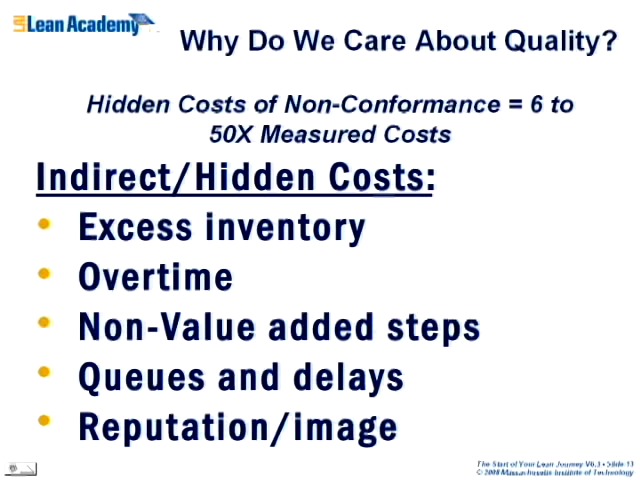 LAI Lean Academy
Why Do We Care About Quality?
Hidden Costs of Non-Conformance = 6 to
50X Measured Costs
Indirect/Hidden Costs:
• Excess inventory
• Overtime
• Non-Value added steps
• Queues and delays
• Reputation/image
The Start of Your Lean Journey V6.3 • Slide 13
© 2008 Massachusetts Institute of Technology